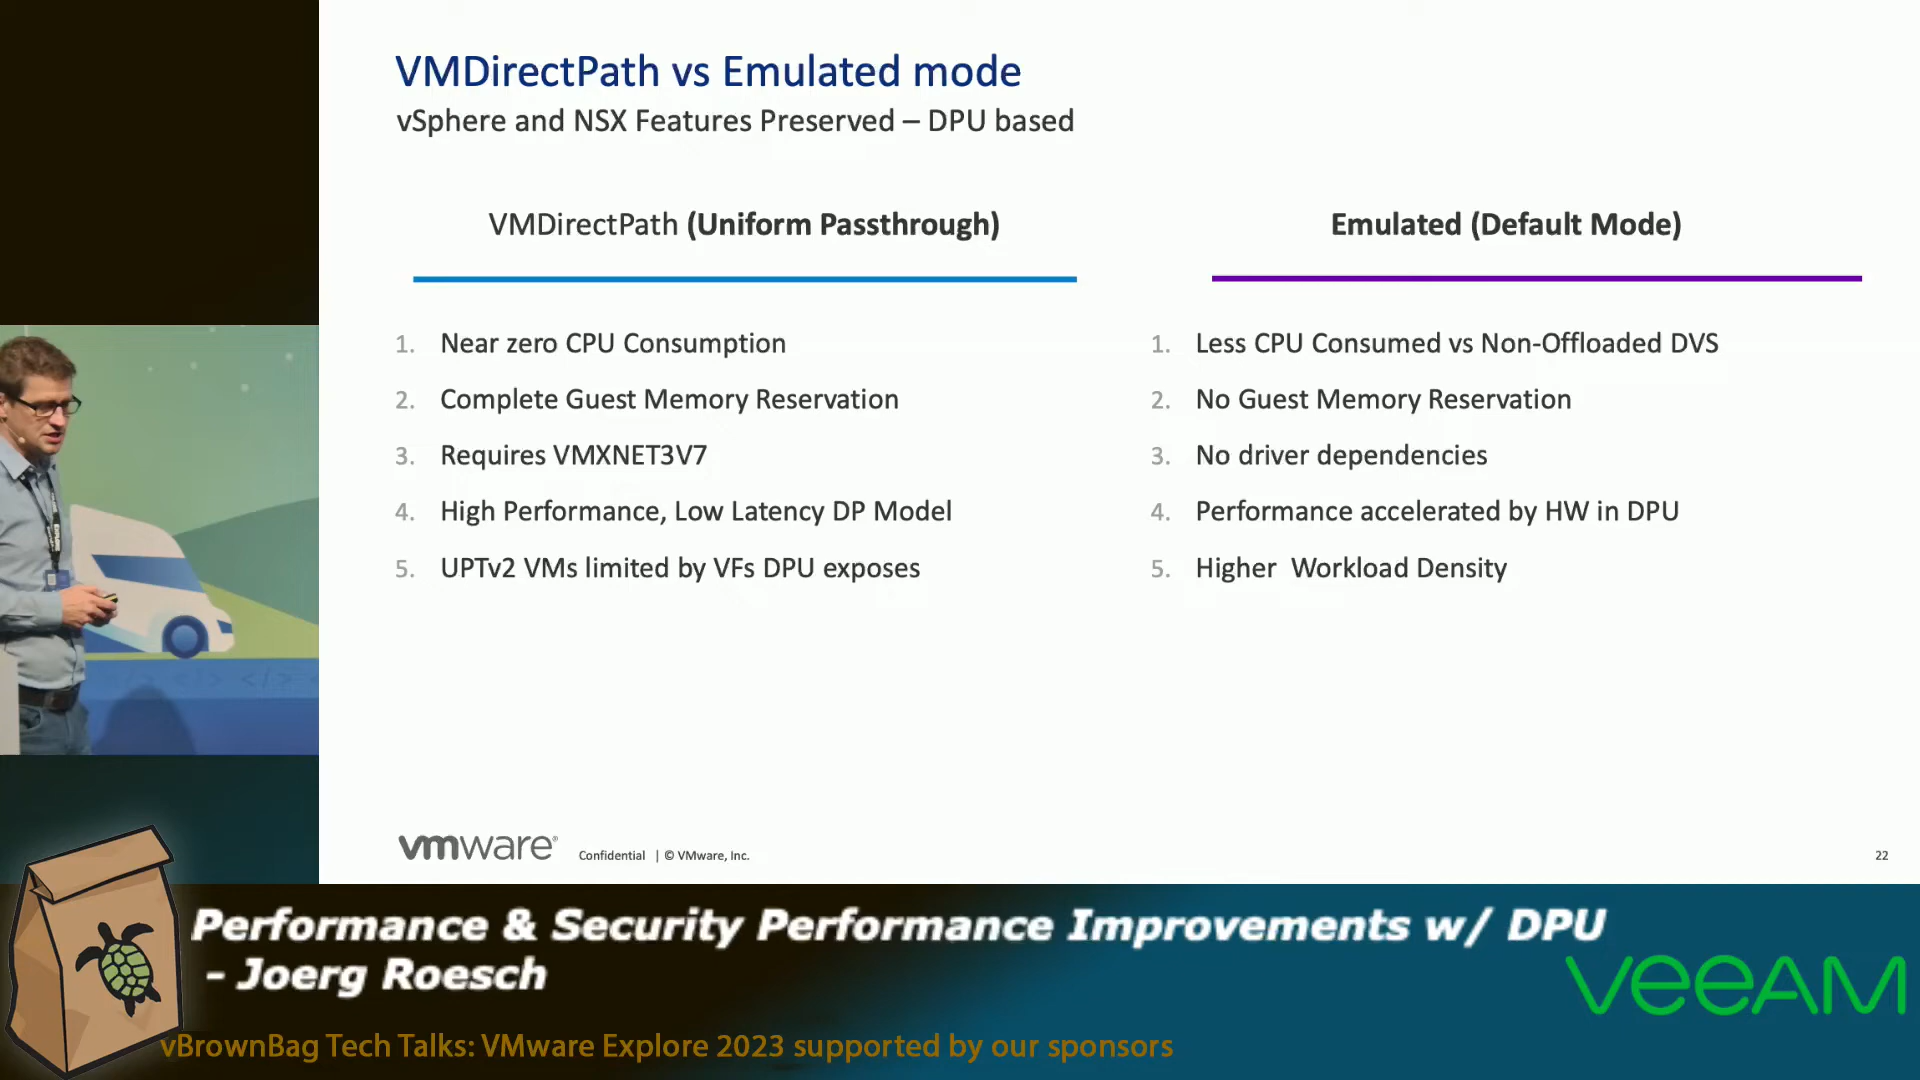 VMDirectPath vs Emulated mode
vSphere and NSX Features Preserved – DPU based
VMDirectPath (Uniform Passthrough)
1. Near zero CPU Consumption
2. Complete Guest Memory Reservation
3. Requires VMXNET3V7
4. High Performance, Low Latency DP Model
5. UPTv2 VMs limited by VFs DPU exposes
Emulated (Default Mode)
1. Less CPU Consumed vs Non-Offloaded DVS
2. No Guest Memory Reservation
3. No driver dependencies
4. Performance accelerated by HW in DPU
5. Higher Workload Density
vmware®
Confidential | © VMware, Inc.
22
Performance & Security Performance Improvements w/ DPU
- Joerg Roesch
veeAM
vBrownBag Tech Talks: VMware Explore 2023 supported by our sponsors